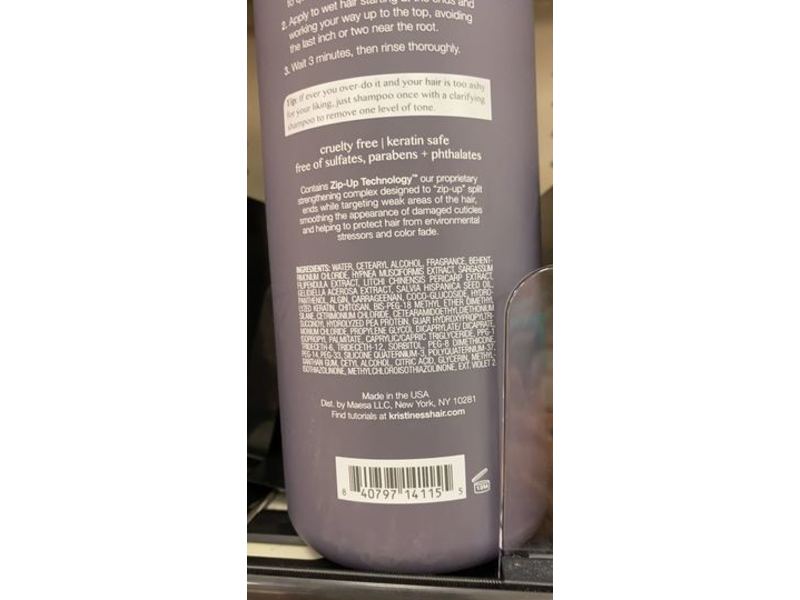 2. Apply to wet hair starting at the ends and
working your way up to the top, avoiding
the last inch or two near the root.
3. Wait 3 minutes, then rinse thoroughly.
Tip: If ever you over-do it and your hair is too ashy
for your liking, just shampoo once with a clarifying
shampoo to remove one level of tone.
cruelty free | keratin safe
free of sulfates, parabens + phthalates
Contains Zip-Up Technology™ our proprietary
strengthening complex designed to "zip-up" split
ends while targeting weak areas of the hair,
smoothing the appearance of damaged cuticles
and helping to protect hair from environmental
stressors and color fade.
INGREDIENTS: WATER, CETEARYL ALCOHOL, FRAGRANCE, BEHENT-
RIMONIUM CHLORIDE, HYPNEA MUSCIFORMIS EXTRACT, SARGASSUM
FILIPENDULA EXTRACT, LITCHI CHINENSIS PERICARP EXTRACT,
GELIDIELLA ACEROSA EXTRACT, SALVIA HISPANICA SEED OIL,
PANTHENOL, ALGIN, CARRAGEENAN, COCO-GLUCOSIDE, HYDRO-
LYZED KERATIN, CHITOSAN, BIS-PEG-18 METHYL ETHER DIMETHYL
SILANE, CETRIMONIUM CHLORIDE, CETEARAMIDOETHYLDIETHONIUM
SUCCINOYL HYDROLYZED PEA PROTEIN, GUAR HYDROXYPROPYLTRI-
MONIUM CHLORIDE, PROPYLENE GLYCOL DICAPRYLATE/ DICAPRATE,
ISOPROPYL PALMITATE, CAPRYLIC/CAPRIC TRIGLYCERIDE, PPG-1
TRIDECETH-6, TRIDECETH-12, SORBITOL, PEG-8 DIMETHICONE,
PEG-14, PEG-33, SILICONE QUATERNIUM-3, POLYQUATERNIUM-37,
XANTHAN GUM, CETYL ALCOHOL, CITRIC ACID, GLYCERIN, METHYL-
ISOTHIAZOLINONE, METHYLCHLOROISOTHIAZOLINONE, EXT. VIOLET 2
Made in the USA
Dist. by Maesa LLC, New York, NY 10281
Find tutorials at kristinesshair.com
8 40797 14115 5
12M